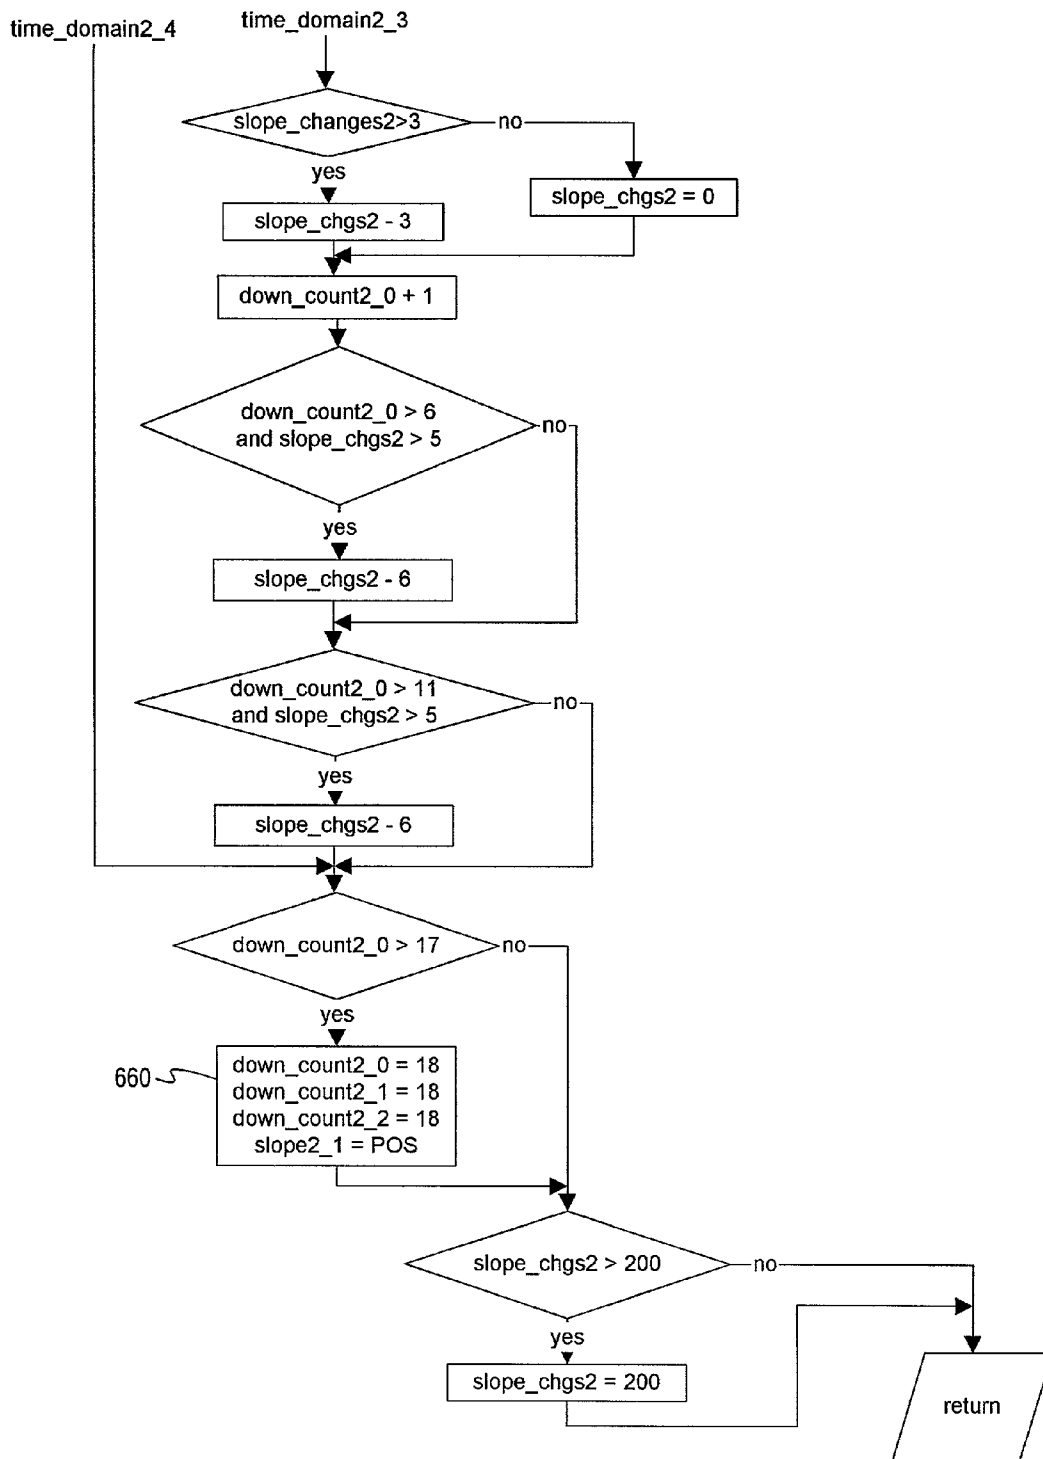 time_domain2_4
time_domain2_3
slope_changes2>3
no
yes
slope_chgs2 = 0
slope_chgs2 - 3
down_count2_0 + 1
down_count2_0 > 6
and slope_chgs2 > 5
no
yes
slope_chgs2 - 6
down_count2_0 > 11
and slope_chgs2 > 5
no
yes
slope_chgs2 - 6
down_count2_0 > 17
no
yes
660
down_count2_0 = 18
down_count2_1 = 18
down_count2_2 = 18
slope2_1 = POS
slope_chgs2 > 200
no
yes
slope_chgs2 = 200
return